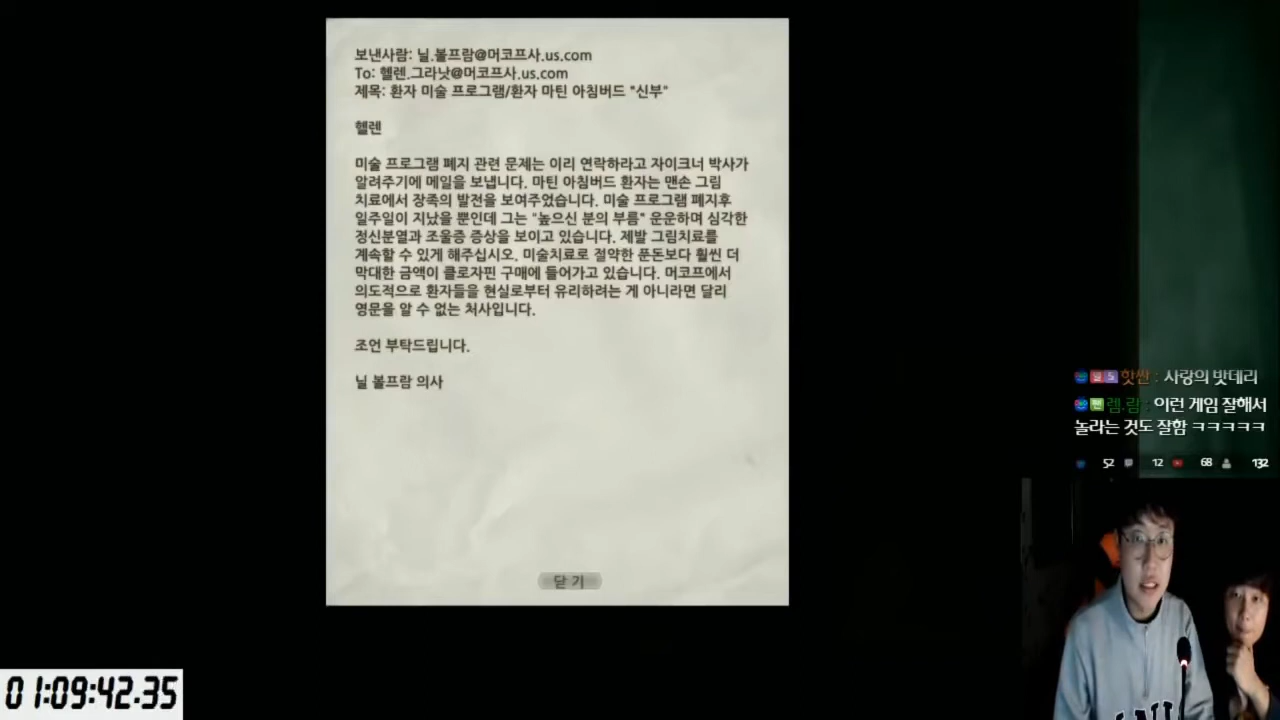 보낸사람: 닐.볼프람@머코프사.us.com
To: 헬렌.그라낫@머코프사.us.com
제목: 환자 미술 프로그램/환자 마틴 아침버드 "신부"
헬렌
미술 프로그램 폐지 관련 문제는 이리 연락하라고 자이크너 박사가
알려주기에 메일을 보냅니다. 마틴 아침버드 환자는 맨손 그림
치료에서 장족의 발전을 보여주었습니다. 미술 프로그램 폐지후
일주일이 지났을 뿐인데 그는 "높으신 분의 부름" 운운하며 심각한
정신분열과 조울증 증상을 보이고 있습니다. 제발 그림치료를
계속할 수 있게 해주십시오. 미술치료로 절약한 푼돈보다 훨씬 더
막대한 금액이 클로자핀 구매에 들어가고 있습니다. 머코프에서
의도적으로 환자들을 현실로부터 유리하려는 게 아니라면 달리
영문을 알 수 없는 처사입니다.
조언 부탁드립니다.
닐 볼프람 의사
닫기
핫싼 : 사랑의 밧데리
렘.람 : 이런 게임 잘해서
놀라는 것도 잘함 ㅋㅋㅋㅋㅋ
52 12 68 132
01:09:42.35